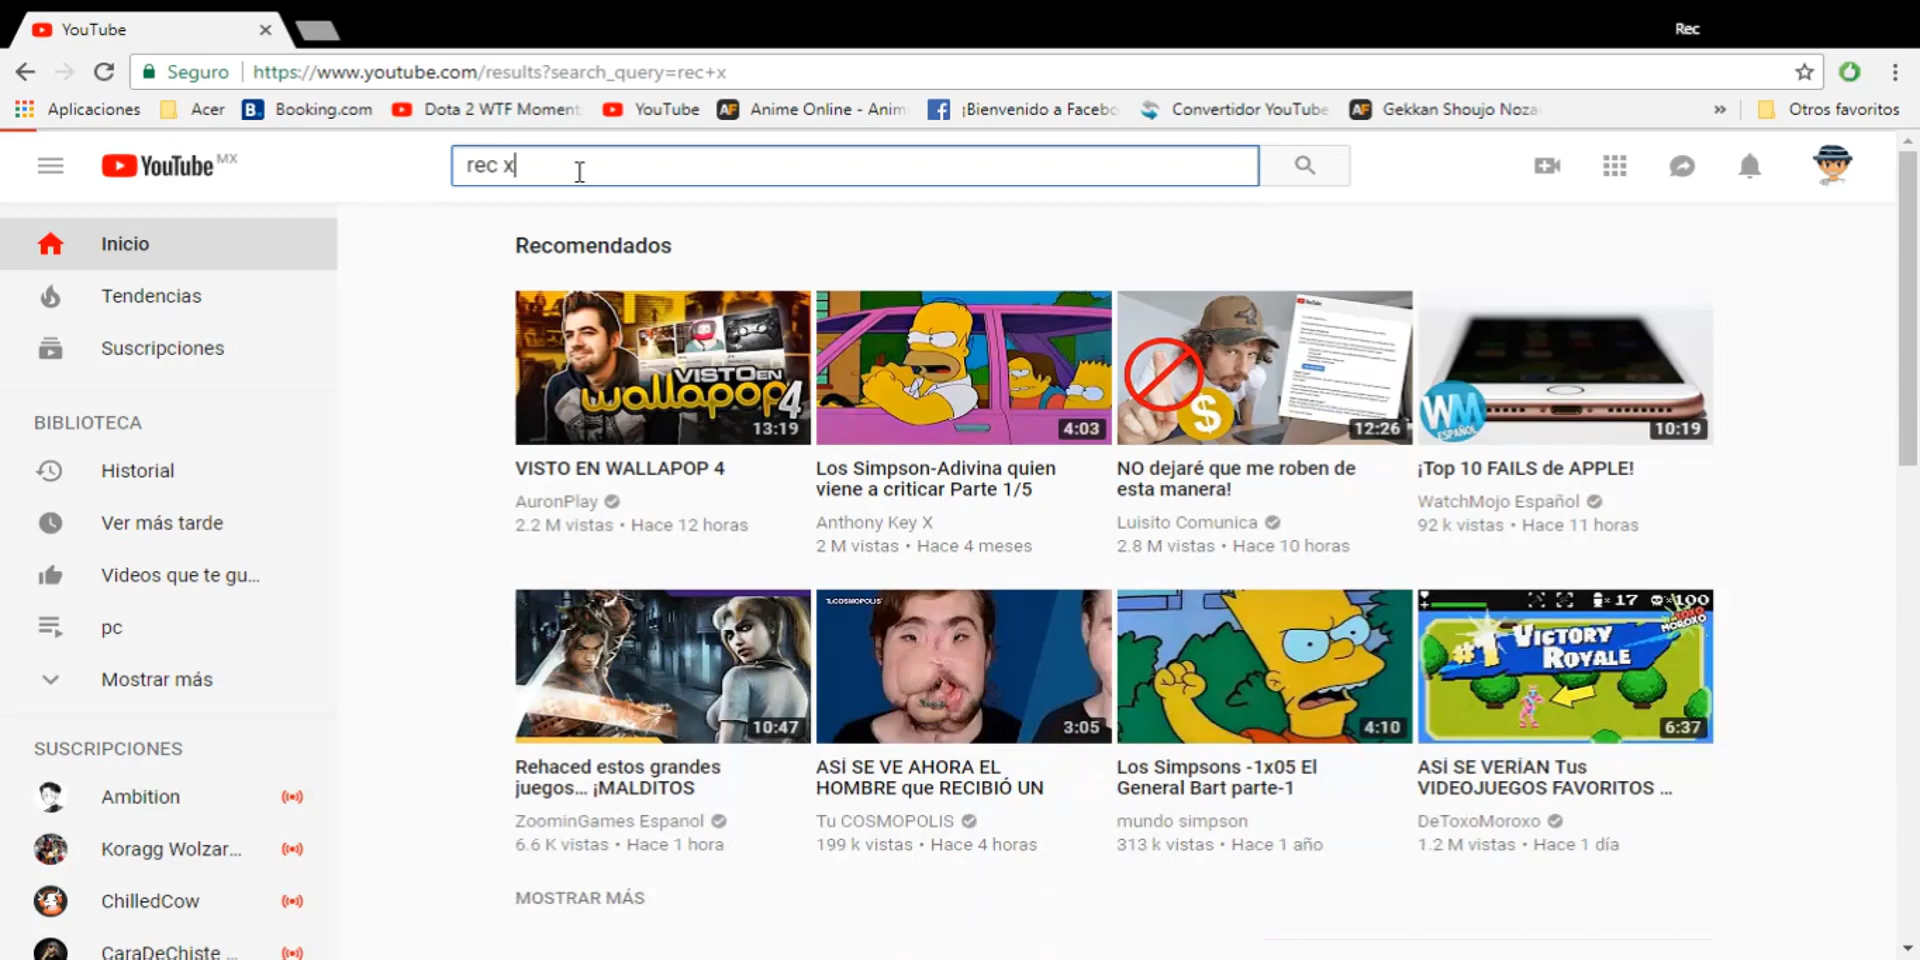 YouTube
Rec
Seguro https://www.youtube.com/results?search_query=rec+x
Aplicaciones Acer Booking.com Dota 2 WTF Moment YouTube Anime Online - Anim ¡Bienvenido a Facebo Convertidor YouTube Gekkan Shoujo Noza » Otros favoritos
YouTube MX
rec x
Inicio
Tendencias
Suscripciones
BIBLIOTECA
Historial
Ver más tarde
Videos que te gu...
pc
Mostrar más
SUSCRIPCIONES
Ambition
Koragg Wolzar...
ChilledCow
CaraDeChiste ...
Recomendados
VISTO EN
wallapop 4
13:19
4:03
$
12:26
WM
ESPAÑOL
10:19
VISTO EN WALLAPOP 4
AuronPlay
2.2 M vistas • Hace 12 horas
Los Simpson-Adivina quien
viene a criticar Parte 1/5
Anthony Key X
2 M vistas • Hace 4 meses
NO dejaré que me roben de
esta manera!
Luisito Comunica
2.8 M vistas • Hace 10 horas
¡Top 10 FAILS de APPLE!
WatchMojo Español
92 k vistas • Hace 11 horas
10:47
TUCOSMOPOLIS
3:05
4:10
17 100
TOXO
MOROXO
#1 VICTORY
ROYALE
6:37
Rehaced estos grandes
juegos... ¡MALDITOS
ZoominGames Espanol
6.6 K vistas • Hace 1 hora
ASÍ SE VE AHORA EL
HOMBRE que RECIBIÓ UN
Tu COSMOPOLIS
199 k vistas • Hace 4 horas
Los Simpsons -1x05 El
General Bart parte-1
mundo simpson
313 k vistas • Hace 1 año
ASÍ SE VERÍAN Tus
VIDEOJUEGOS FAVORITOS ...
DeToxoMoroxo
1.2 M vistas • Hace 1 día
MOSTRAR MÁS